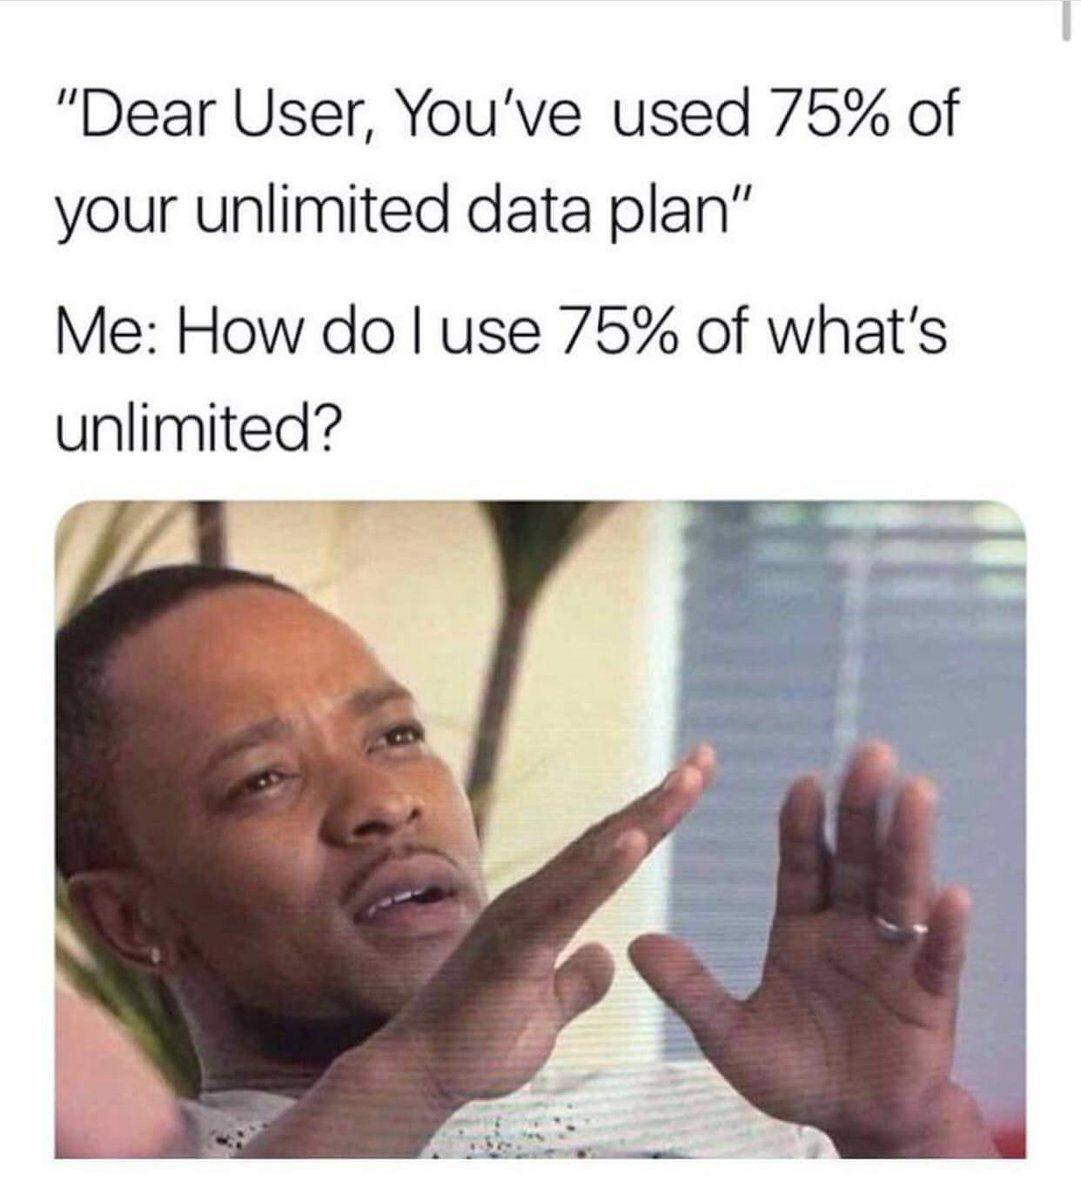 "Dear User, You've used 75% of
your unlimited data plan"
Me: How do I use 75% of what's
unlimited?